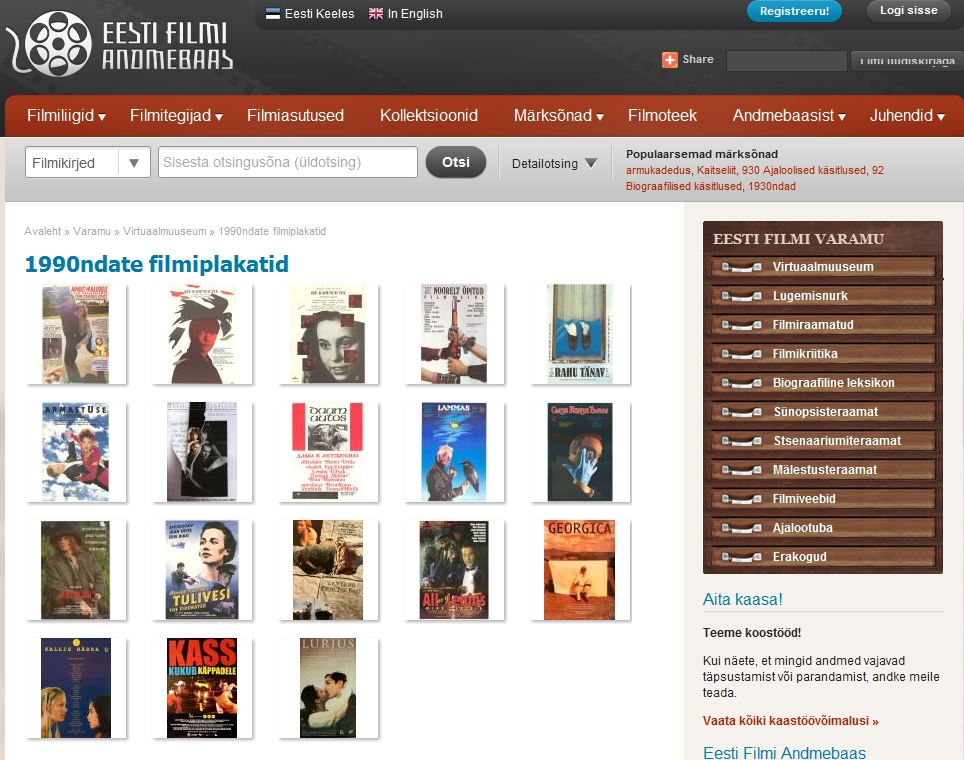 Eesti Keeles In English Registreeru! Logi sisse
EESTI FILMI
ANDMEBAAS
Share
Filmiliigid Filmitegijad Filmiasutused Kollektsioonid Märksõnad Filmoteek Andmebaasist Juhendid
Filmikirjed Sisesta otsingusõna (üldotsing) Otsi Detailotsing
Populaarsemad märksõnad
armukadedus, Kaitseliit, 930 Ajaloolised käsitlused, 92
Biograafilised käsitlused, 1930ndad
Avaleht » Varamu » Virtuaalmuuseum » 1990ndate filmiplakatid
1990ndate filmiplakatid
NOORELT ÕPITUD
RAHU TÄNAV
ARMASTUSE
DAAM
AUTOS
LAMMAS
TULIVESI
THE FIREWATER
GEORGICA
KALLIS HÄRRA Q
KASS
KUKUB KÄPPADELE
LURJUS
EESTI FILMI VARAMU
Virtuaalmuuseum
Lugemisnurk
Filmiraamatud
Filmikriitika
Biograafiline leksikon
Sünopsisteraamat
Stsenaariumiteraamat
Mälestusteraamat
Filmiveebid
Ajalootuba
Erakogud
Aita kaasa!
Teeme koostööd!
Kui näete, et mingid andmed vajavad
täpsustamist või parandamist, andke meile
teada.
Vaata kõiki kaastöövõimalusi »
Eesti Filmi Andmebaas